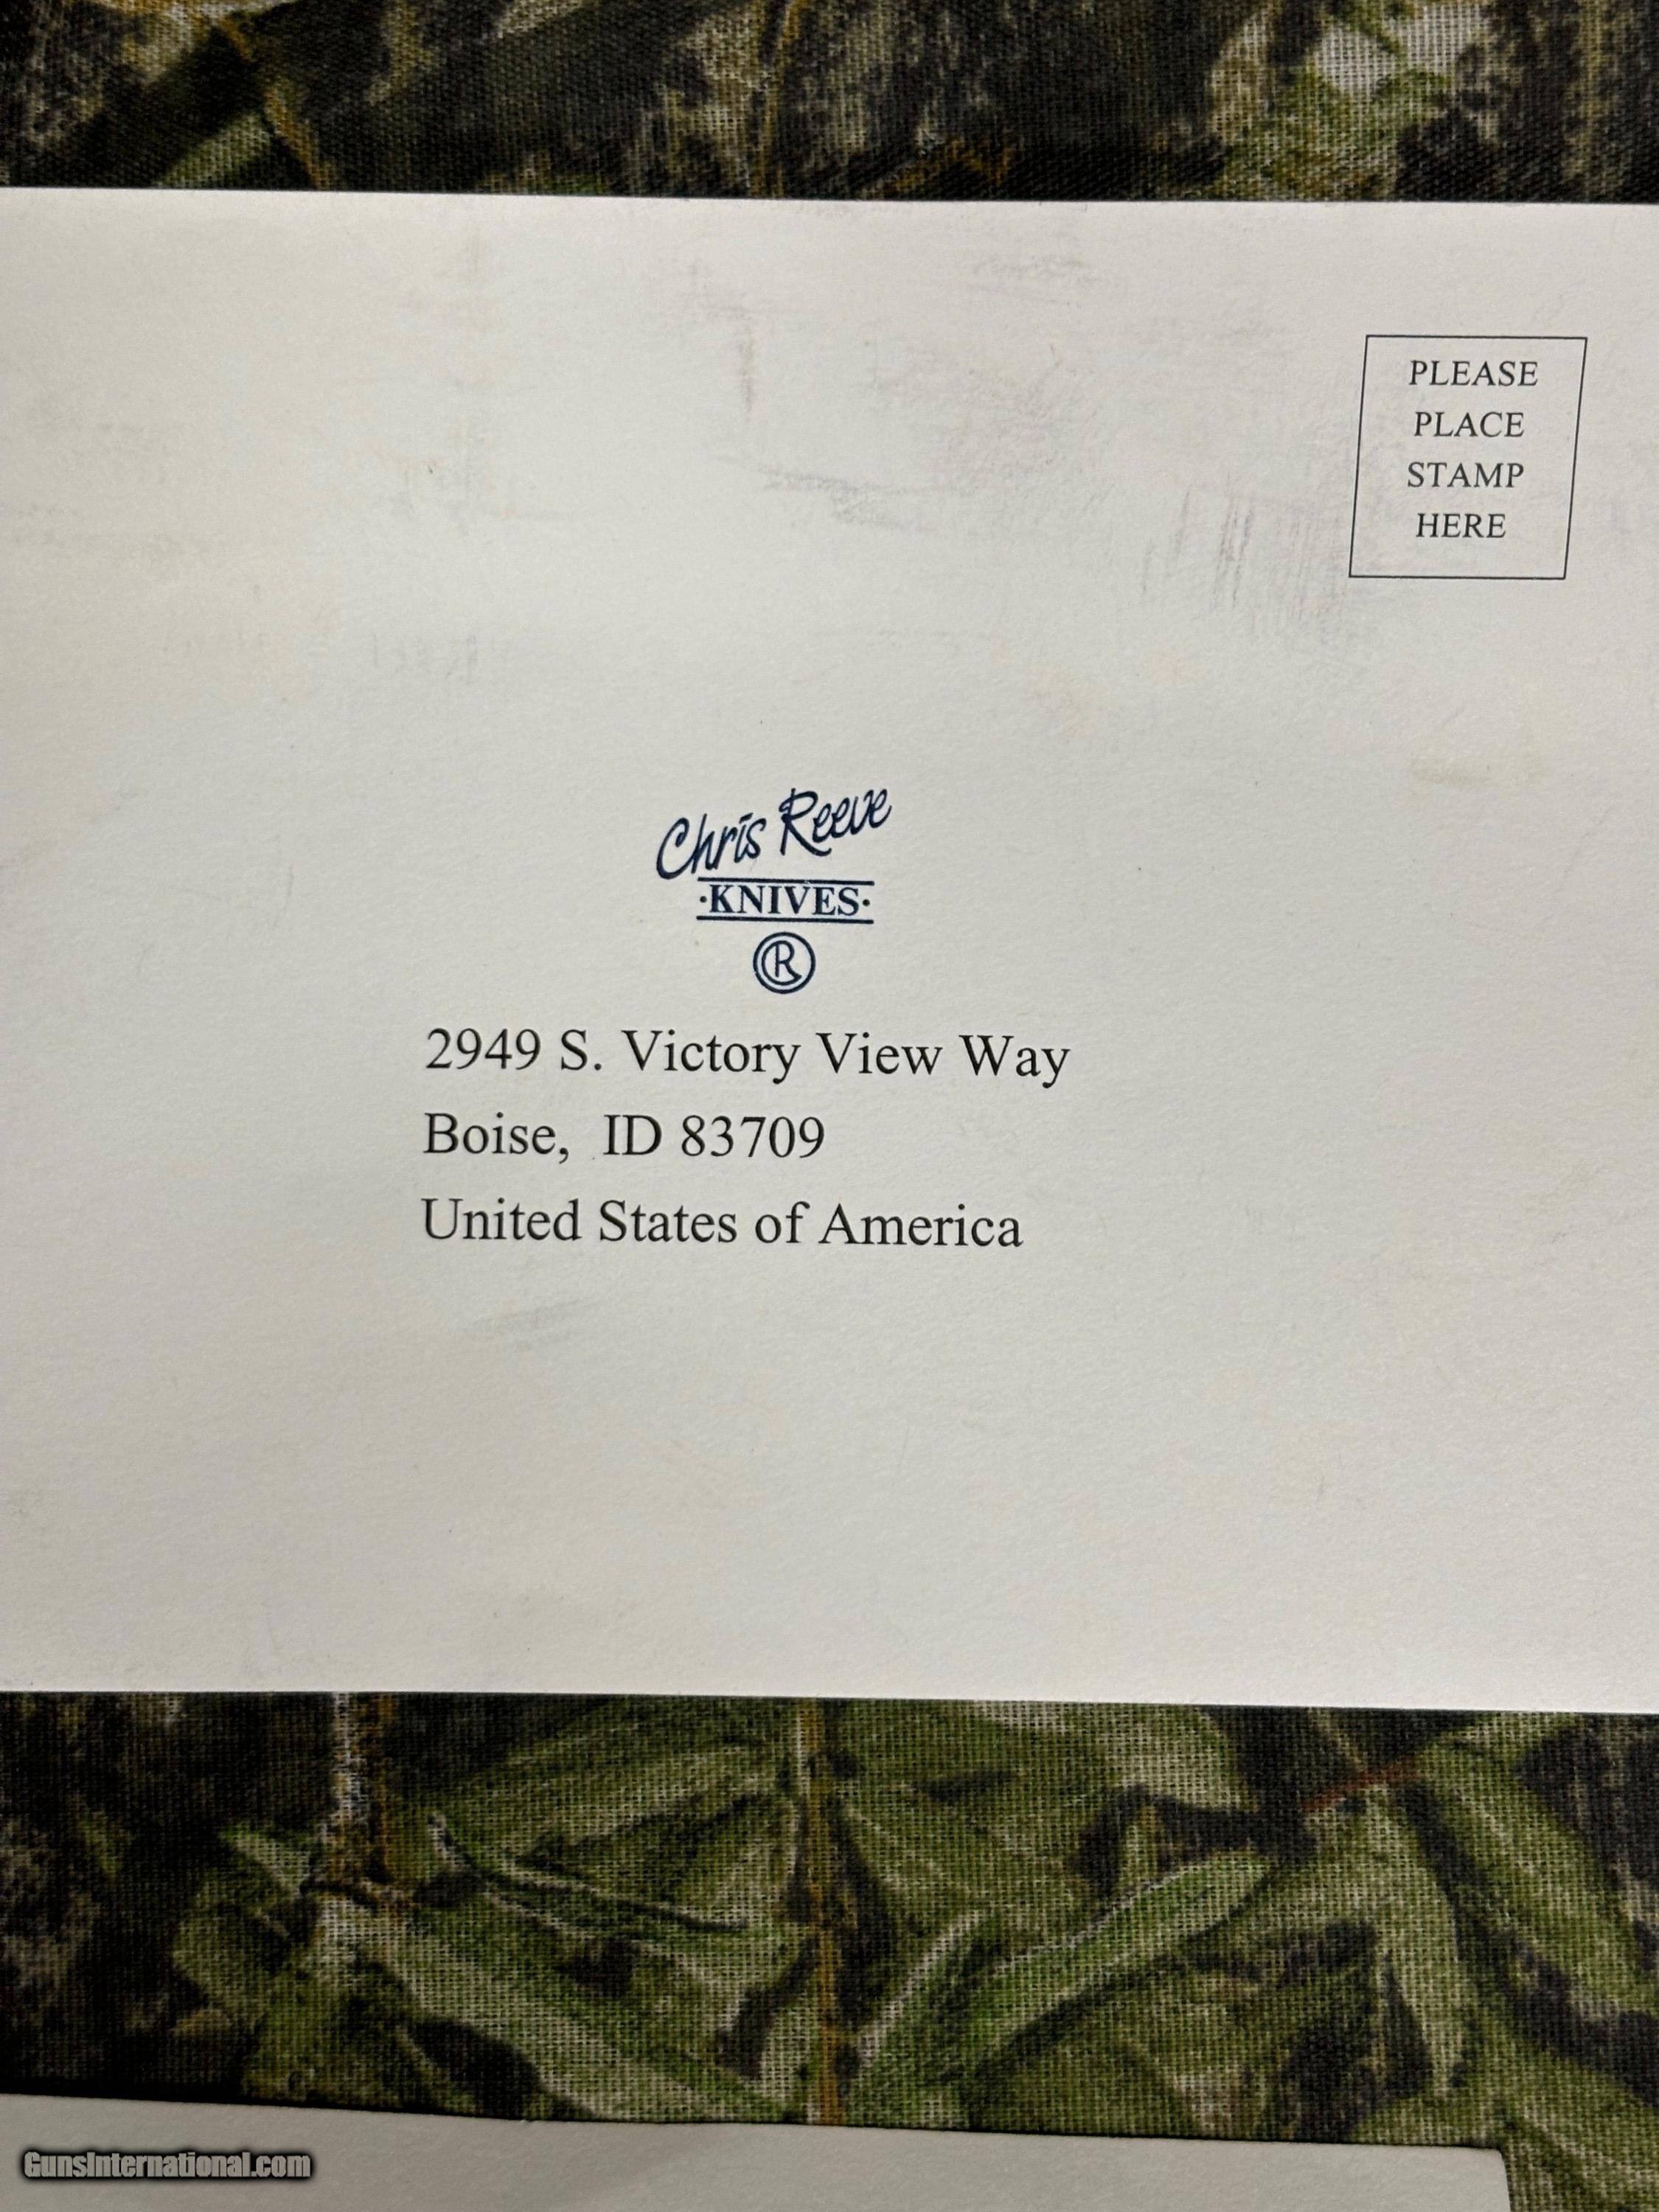 PLEASE
PLACE
STAMP
HERE
Chris Reeve
·KNIVES·
R
2949 S. Victory View Way
Boise, ID 83709
United States of America
GunsInternational.com